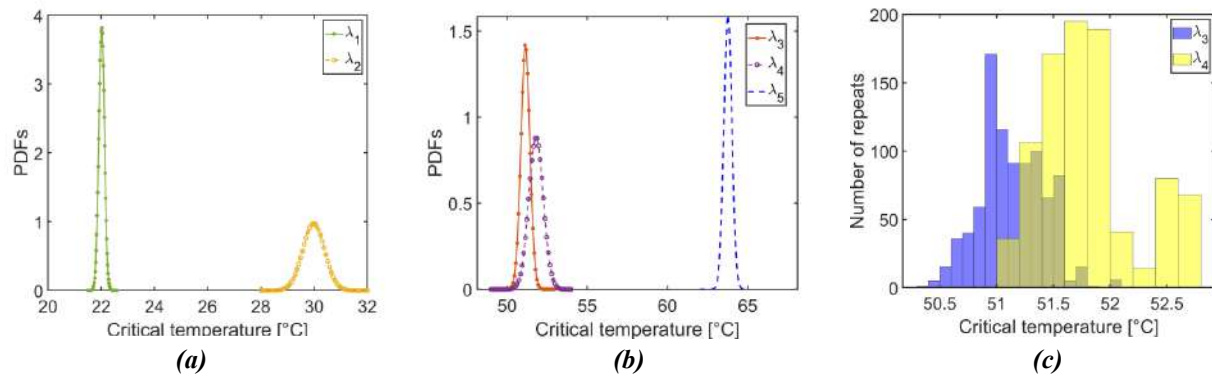 4
3
2
1
0
PDFs
20 22 24 26 28 30 32
Critical temperature [°C]
λ1
λ2
(a)
1.5
1
0.5
0
PDFs
50 55 60 65
Critical temperature [°C]
λ3
λ4
λ5
(b)
200
150
100
50
0
Number of repeats
50.5 51 51.5 52 52.5
Critical temperature [°C]
λ3
λ4
(c)